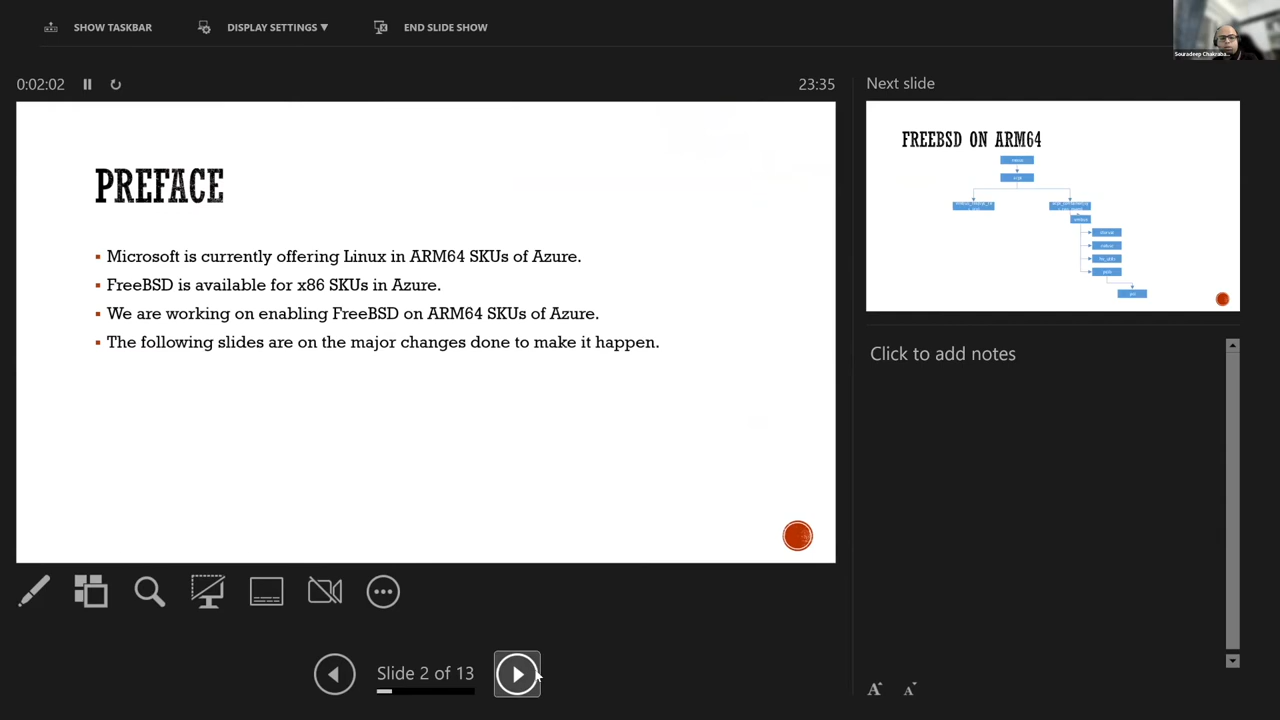 SHOW TASKBAR
DISPLAY SETTINGS ▼
END SLIDE SHOW
0:02:02
23:35
PREFACE
▪ Microsoft is currently offering Linux in ARM64 SKUs of Azure.
▪ FreeBSD is available for x86 SKUs in Azure.
▪ We are working on enabling FreeBSD on ARM64 SKUs of Azure.
▪ The following slides are on the major changes done to make it happen.
Slide 2 of 13
Souradeep Chakraba...
Next slide
FREEBSD ON ARM64
Click to add notes
A
A